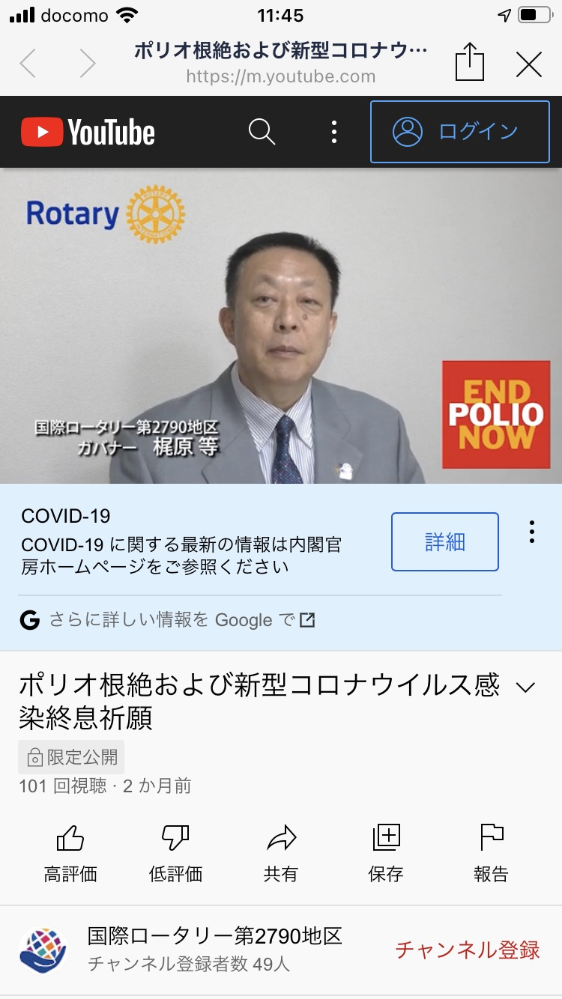 docomo
11:45
ポリオ根絶および新型コロナウ…
https://m.youtube.com
YouTube
ログイン
Rotary
ROTARY
INTERNATIONAL
END
POLIO
NOW
国際ロータリー第2790地区
ガバナー 梶原 等
COVID-19
COVID-19 に関する最新の情報は内閣官
房ホームページをご参照ください
詳細
G さらに詳しい情報を Google で
ポリオ根絶および新型コロナウイルス感
染終息祈願
限定公開
101 回視聴 · 2 か月前
高評価
低評価
共有
保存
報告
国際ロータリー第2790地区
チャンネル登録者数 49人
チャンネル登録